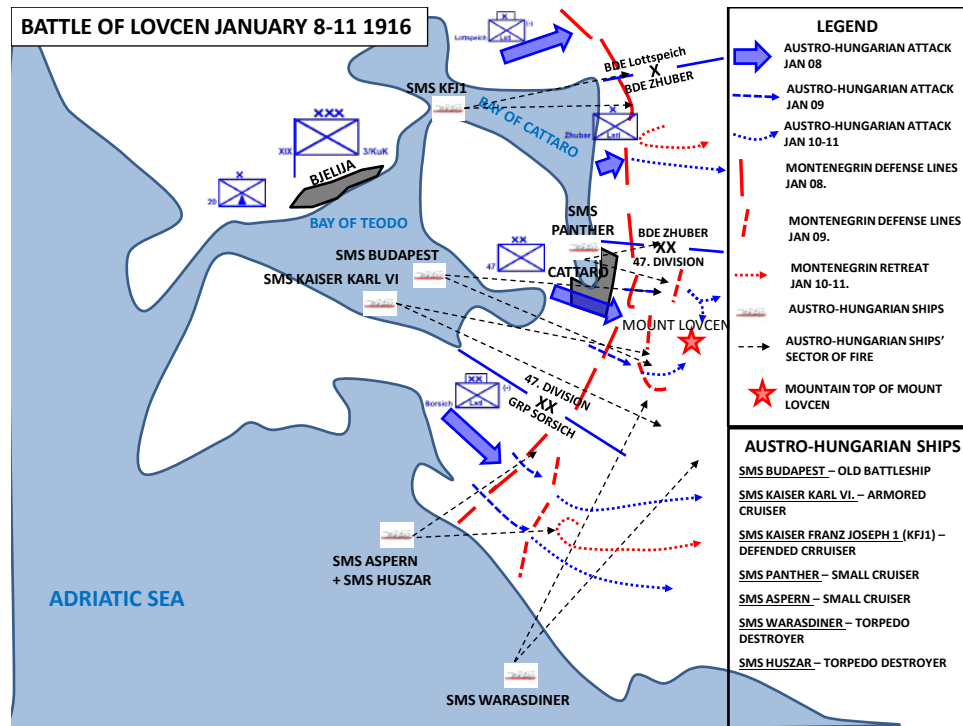 BATTLE OF LOVCEN JANUARY 8-11 1916
X
Lottspeich
Lstl
(-)
BDE Lottspeich
X
BDE ZHUBER
SMS KFJ1
BAY OF CATTARO
XXX
XIX
3/KuK
BJELIJA
X
20
BAY OF TEODO
X
Zhuber
Lstl
SMS
PANTHER
BDE ZHUBER
XX
47. DIVISION
XX
47
CATTARO
SMS BUDAPEST
SMS KAISER KARL VI
MOUNT LOVCEN
47. DIVISION
XX
GRP SORSICH
XX
Sorsich
Lstl
(-)
SMS ASPERN
+ SMS HUSZAR
ADRIATIC SEA
SMS WARASDINER
LEGEND
AUSTRO-HUNGARIAN ATTACK
JAN 08
AUSTRO-HUNGARIAN ATTACK
JAN 09
AUSTRO-HUNGARIAN ATTACK
JAN 10-11
MONTENEGRIN DEFENSE LINES
JAN 08.
MONTENEGRIN DEFENSE LINES
JAN 09.
MONTENEGRIN RETREAT
JAN 10-11.
AUSTRO-HUNGARIAN SHIPS
AUSTRO-HUNGARIAN SHIPS'
SECTOR OF FIRE
MOUNTAIN TOP OF MOUNT
LOVCEN
AUSTRO-HUNGARIAN SHIPS
SMS BUDAPEST – OLD BATTLESHIP
SMS KAISER KARL VI. – ARMORED
CRUISER
SMS KAISER FRANZ JOSEPH 1 (KFJ1) –
DEFENDED CRRUISER
SMS PANTHER – SMALL CRUISER
SMS ASPERN – SMALL CRUISER
SMS WARASDINER – TORPEDO
DESTROYER
SMS HUSZAR – TORPEDO DESTROYER